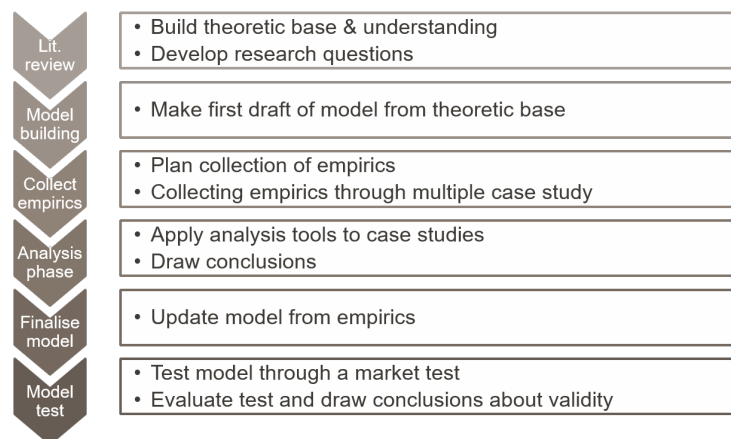 Lit.
review
• Build theoretic base & understanding
• Develop research questions
Model
building
• Make first draft of model from theoretic base
Collect
empirics
• Plan collection of empirics
• Collecting empirics through multiple case study
Analysis
phase
• Apply analysis tools to case studies
• Draw conclusions
Finalise
model
• Update model from empirics
Model
test
• Test model through a market test
• Evaluate test and draw conclusions about validity